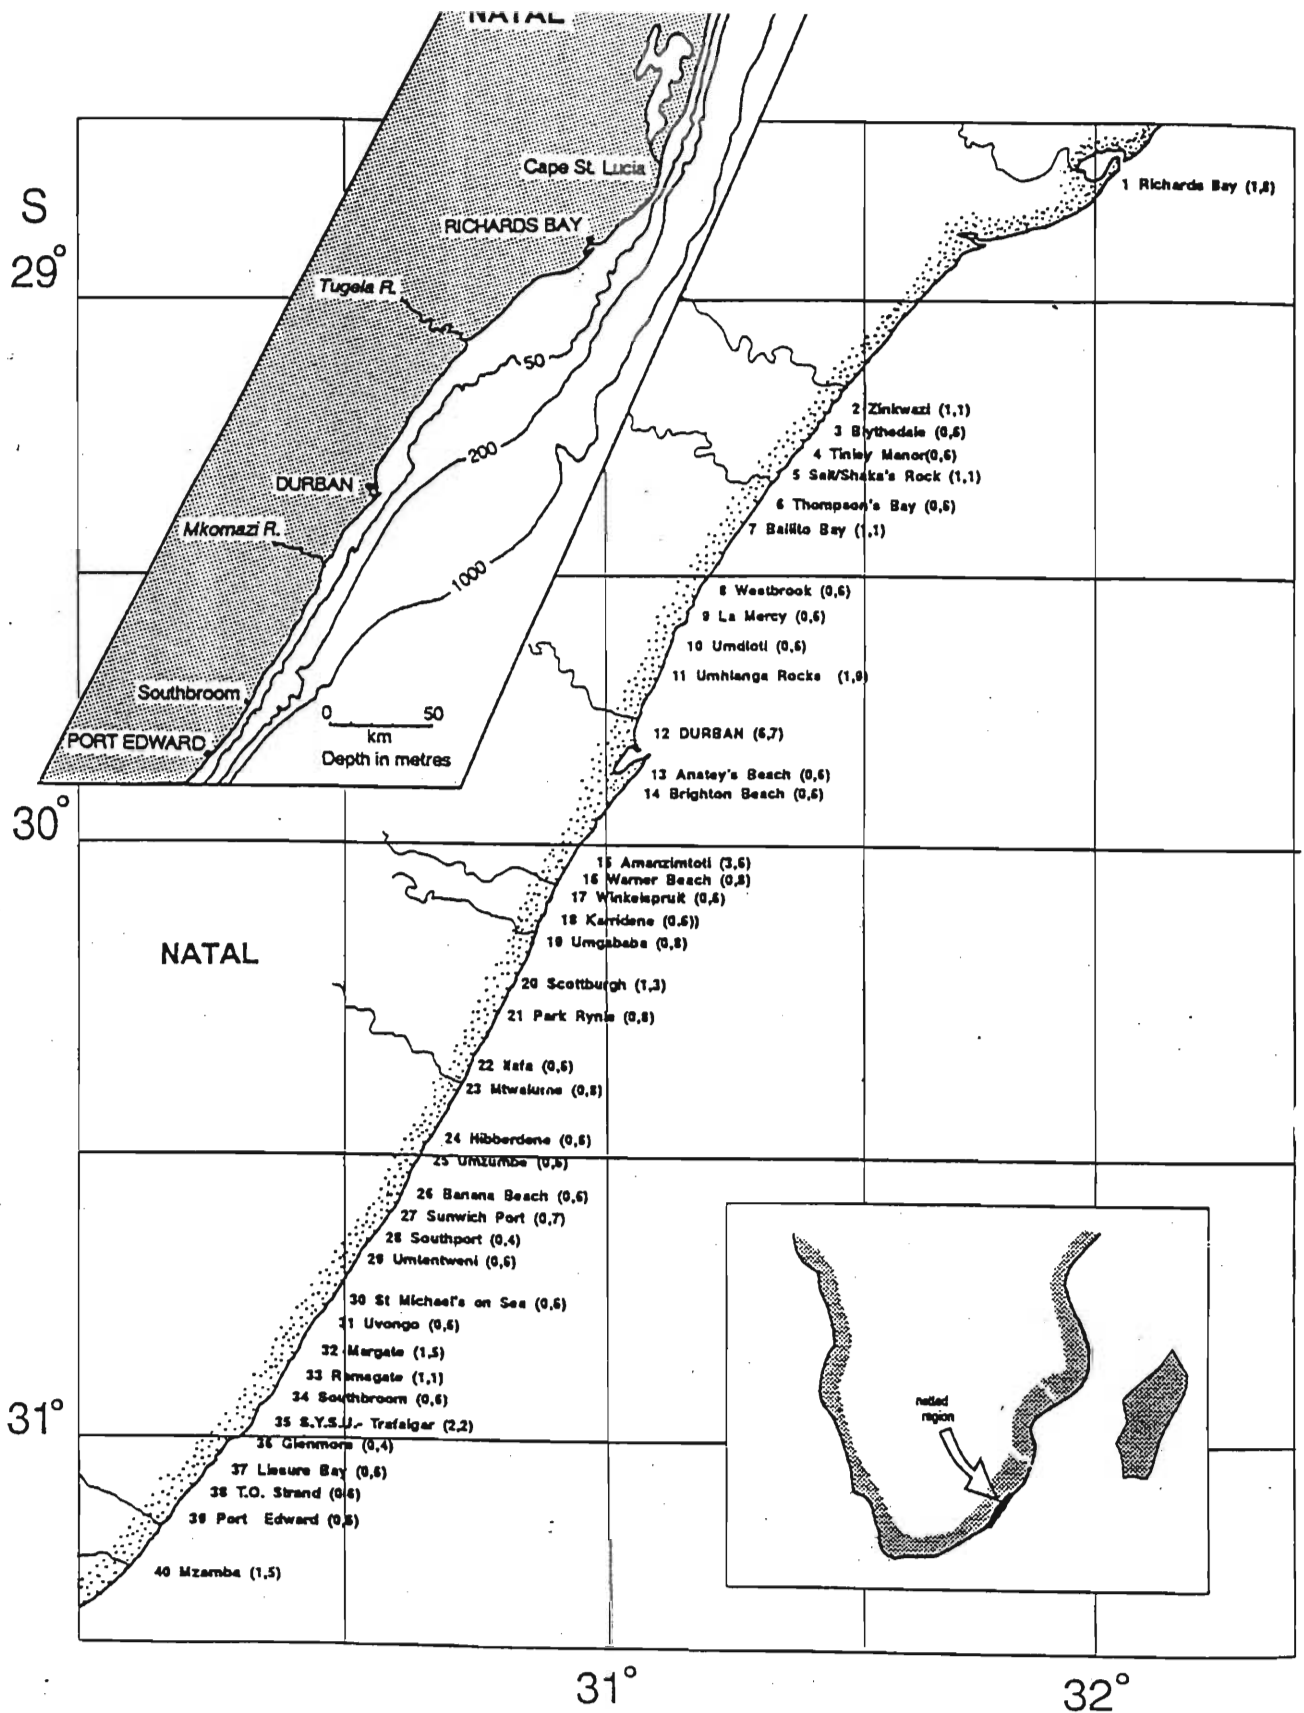 NATAL
Cape St. Lucia
RICHARDS BAY
Tugela R.
50
200
DURBAN
Mkomazi R.
1000
Southbroom
0 50
km
PORT EDWARD
Depth in metres
S
29°
30°
31°
NATAL
1 Richards Bay (1,8)
2 Zinkwazi (1,1)
3 Blythedale (0,6)
4 Tinley Manor(0,6)
5 Salt/Shaka's Rock (1,1)
6 Thompson's Bay (0,6)
7 Ballito Bay (1,1)
8 Westbrook (0,6)
9 La Mercy (0,6)
10 Umdloti (0,6)
11 Umhlanga Rocks (1,9)
12 DURBAN (6,7)
13 Anstey's Beach (0,6)
14 Brighton Beach (0,6)
15 Amanzimtoti (3,6)
16 Warner Beach (0,8)
17 Winkelspruit (0,6)
18 Karridene (0,6))
19 Umgababa (0,8)
20 Scottburgh (1,3)
21 Park Rynie (0,8)
22 Xafa (0,6)
23 Mtwalume (0,8)
24 Hibberdene (0,6)
25 Umzumbe (0,6)
26 Banana Beach (0,6)
27 Sunwich Port (0,7)
28 Southport (0,4)
29 Umtentweni (0,6)
30 St Michael's on Sea (0,6)
31 Uvongo (0,6)
32 Margate (1,5)
33 Ramsgate (1,1)
34 Southbroom (0,6)
35 S.Y.S.U.- Trafalgar (2,2)
36 Glenmore (0,4)
37 Liesure Bay (0,6)
38 T.O. Strand (0,6)
39 Port Edward (0,6)
40 Mzamba (1,5)
netted
region
31°
32°